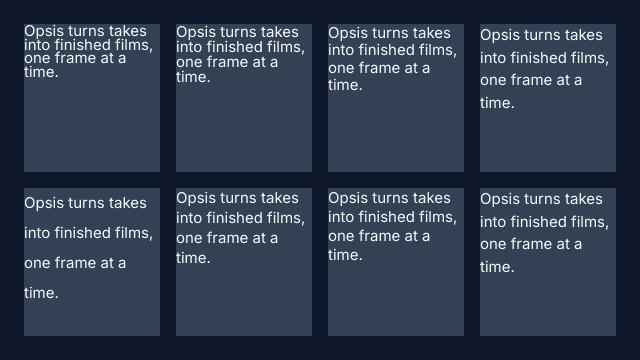 Opsis turns takes
into finished films,
one frame at a
time.
Opsis turns takes
into finished films,
one frame at a
time.
Opsis turns takes
into finished films,
one frame at a
time.
Opsis turns takes
into finished films,
one frame at a
time.
Opsis turns takes
into finished films,
one frame at a
time.
Opsis turns takes
into finished films,
one frame at a
time.
Opsis turns takes
into finished films,
one frame at a
time.
Opsis turns takes
into finished films,
one frame at a
time.